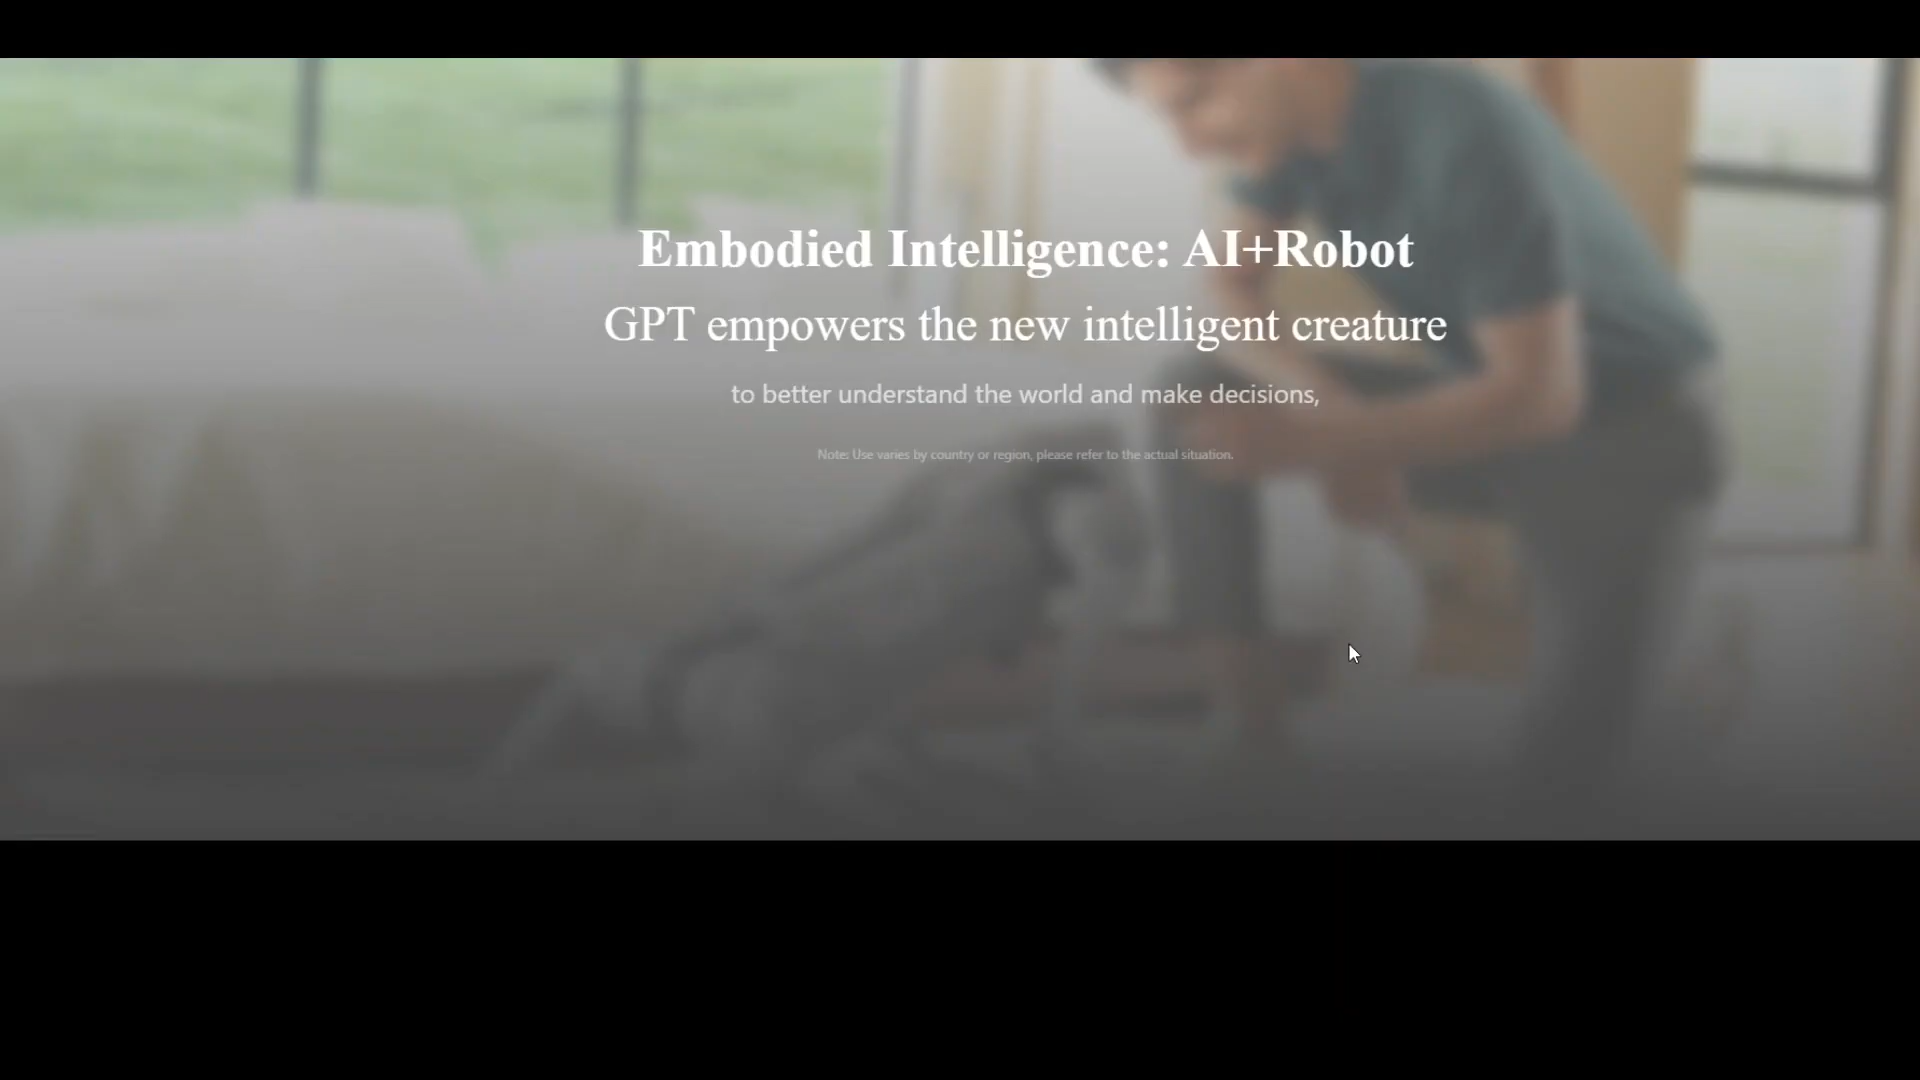 Embodied Intelligence: AI+Robot
GPT empowers the new intelligent creature
to better understand the world and make decisions,
Note: Use varies by country or region, please refer to the actual situation.